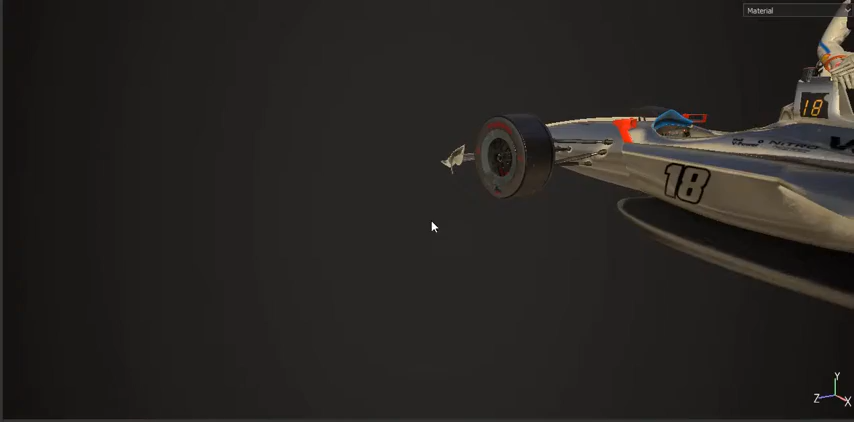 Material
18
NiTRO
18
Y
Z
X